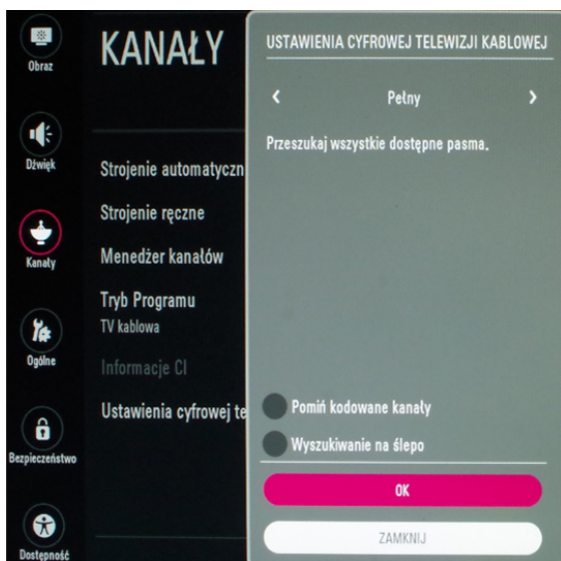 Obraz
Dźwięk
Kanały
Ogólne
Bezpieczeństwo
Dostępność
KANAŁY
Strojenie automatyczn
Strojenie ręczne
Menedżer kanałów
Tryb Programu
TV kablowa
Informacje CI
Ustawienia cyfrowej te
USTAWIENIA CYFROWEJ TELEWIZJI KABLOWEJ
Pełny
Przeszukaj wszystkie dostępne pasma.
Pomiń kodowane kanały
Wyszukiwanie na ślepo
OK
ZAMKNIJ